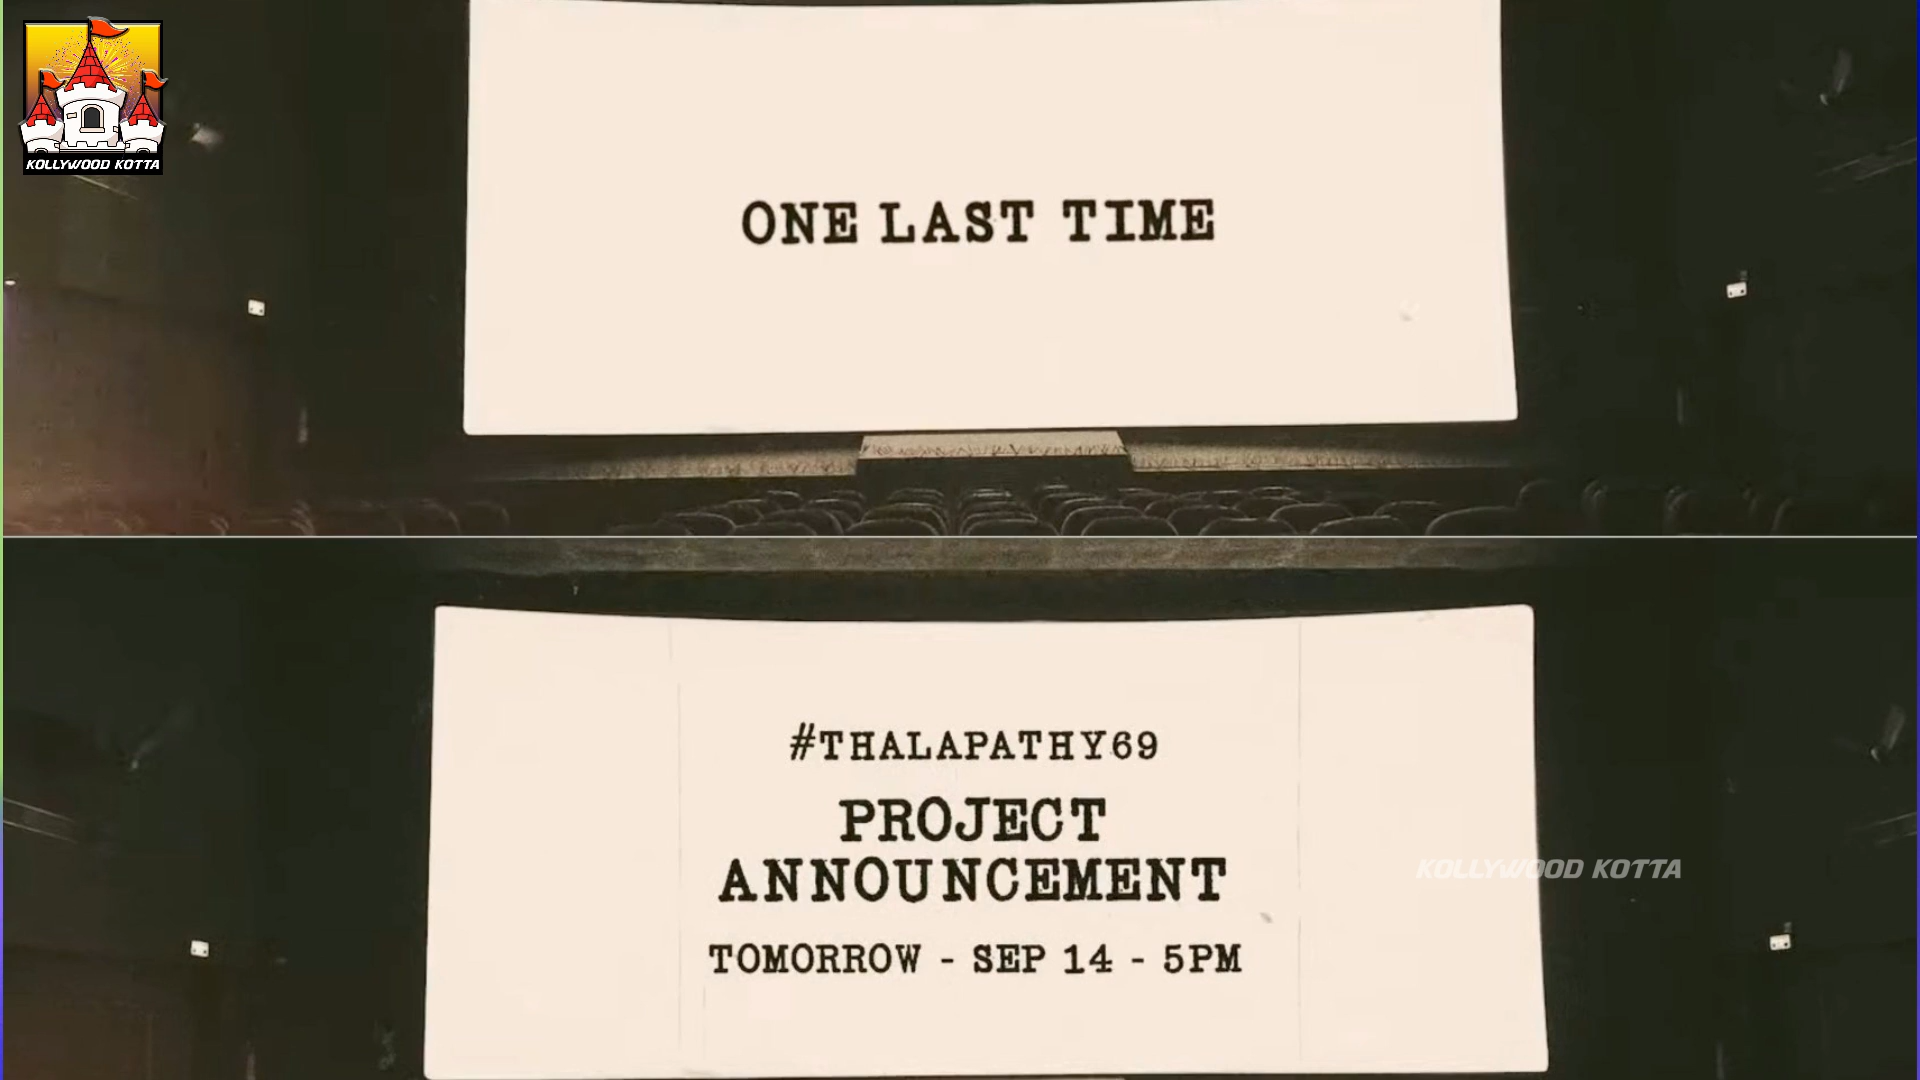 KOLLYWOOD KOTTA
ONE LAST TIME
#THALAPATHY69
PROJECT
ANNOUNCEMENT
KOLLYWOOD KOTTA
TOMORROW - SEP 14 - 5PM